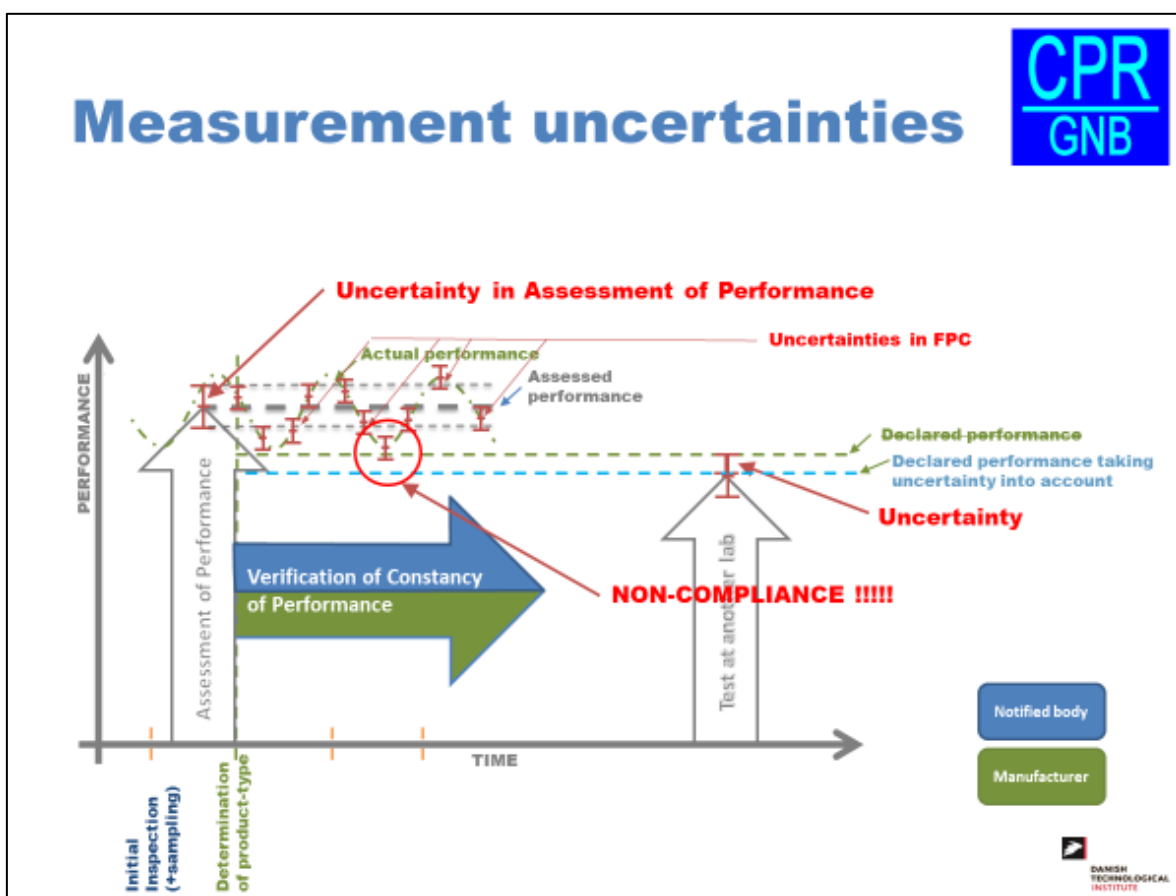 CPR
GNB
Measurement uncertainties
Uncertainty in Assessment of Performance
Uncertainties in FPC
Actual performance
Assessed
performance
PERFORMANCE
Declared performance
Declared performance taking
uncertainty into account
Uncertainty
Assessment of Performance
Verification of Constancy
of Performance
NON-COMPLIANCE !!!!!
Test at another lab
Notified body
Manufacturer
TIME
Initial
Inspection
(+sampling)
Determination
of product-type
DANISH
TECHNOLOGICAL
INSTITUTE